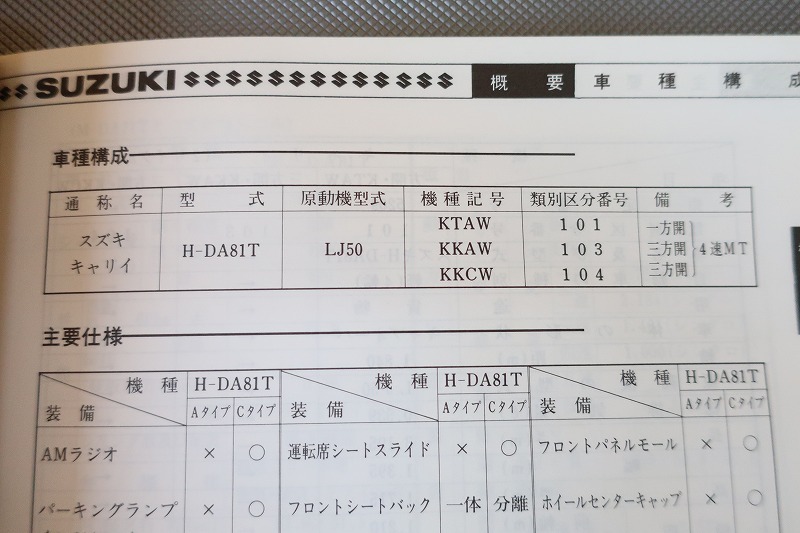 SUZUKI 概要 車種構成
車種構成
通称名 型式 原動機型式 機種記号 類別区分番号 備考
スズキ
キャリイ H-DA81T LJ50
KTAW 101 一方開
KKAW 103 三方開 4速MT
KKCW 104 三方開
主要仕様
機種 H-DA81T 機種 H-DA81T 機種 H-DA81T
装備 Aタイプ Cタイプ 装備 Aタイプ Cタイプ 装備 Aタイプ Cタイプ
AMラジオ × ○ 運転席シートスライド × ○ フロントパネルモール × ○
パーキングランプ × ○ フロントシートバック 一体 分離 ホイールセンターキャップ × ○